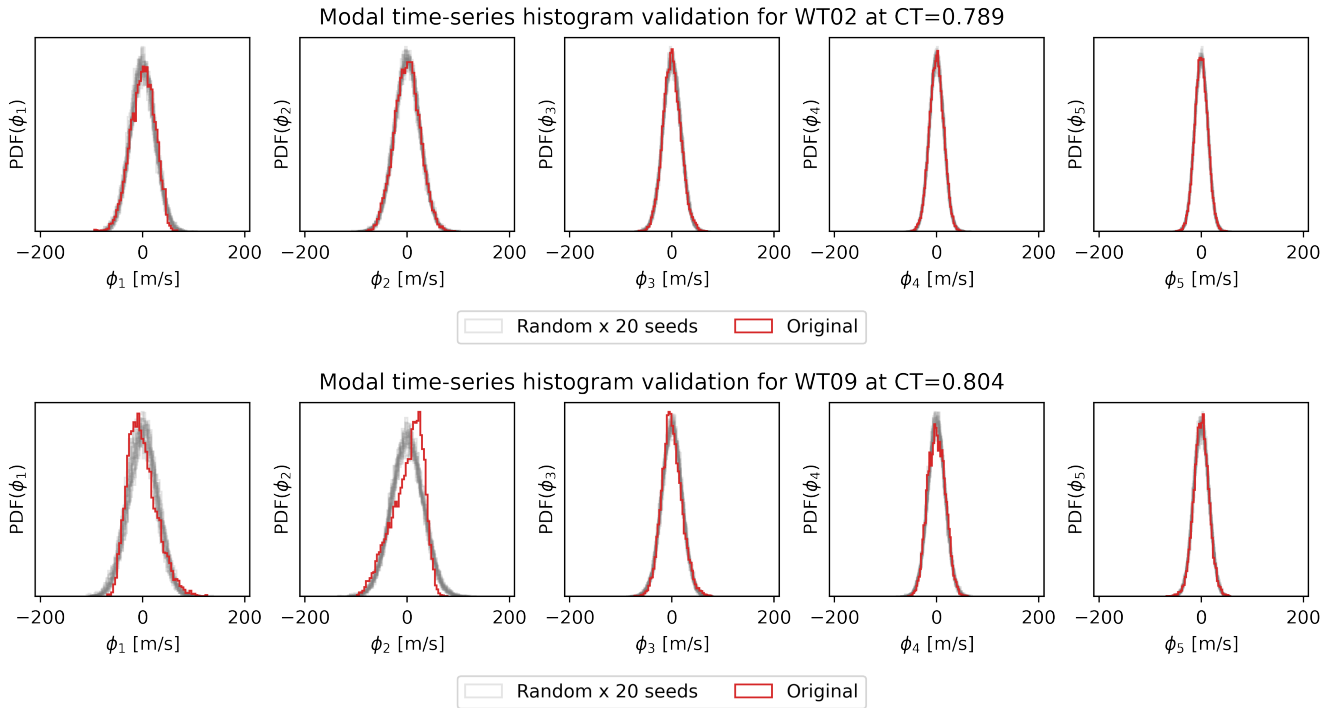 Modal time-series histogram validation for WT02 at CT=0.789
PDF(ϕ₁) PDF(ϕ₂) PDF(ϕ₃) PDF(ϕ₄) PDF(ϕ₅)
−200 0 200 −200 0 200 −200 0 200 −200 0 200 −200 0 200
ϕ₁ [m/s] ϕ₂ [m/s] ϕ₃ [m/s] ϕ₄ [m/s] ϕ₅ [m/s]
Random x 20 seeds Original
Modal time-series histogram validation for WT09 at CT=0.804
PDF(ϕ₁) PDF(ϕ₂) PDF(ϕ₃) PDF(ϕ₄) PDF(ϕ₅)
−200 0 200 −200 0 200 −200 0 200 −200 0 200 −200 0 200
ϕ₁ [m/s] ϕ₂ [m/s] ϕ₃ [m/s] ϕ₄ [m/s] ϕ₅ [m/s]
Random x 20 seeds Original